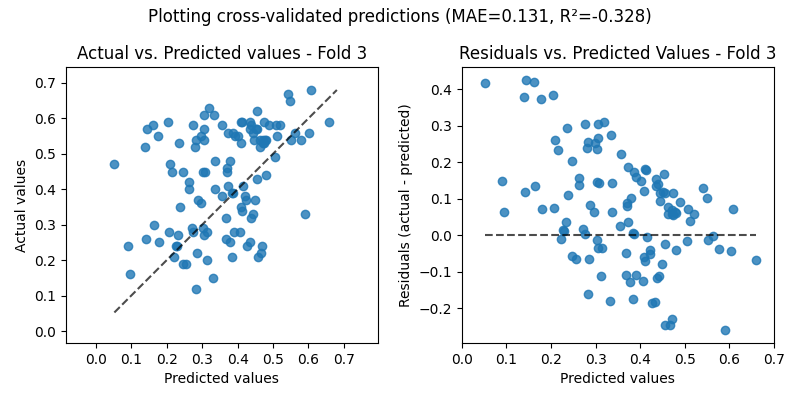 Plotting cross-validated predictions (MAE=0.131, R²=-0.328)
Actual vs. Predicted values - Fold 3
Actual values
0.7
0.6
0.5
0.4
0.3
0.2
0.1
0.0
0.0 0.1 0.2 0.3 0.4 0.5 0.6 0.7
Predicted values
Residuals vs. Predicted Values - Fold 3
Residuals (actual - predicted)
0.4
0.3
0.2
0.1
0.0
−0.1
−0.2
0.0 0.1 0.2 0.3 0.4 0.5 0.6 0.7
Predicted values